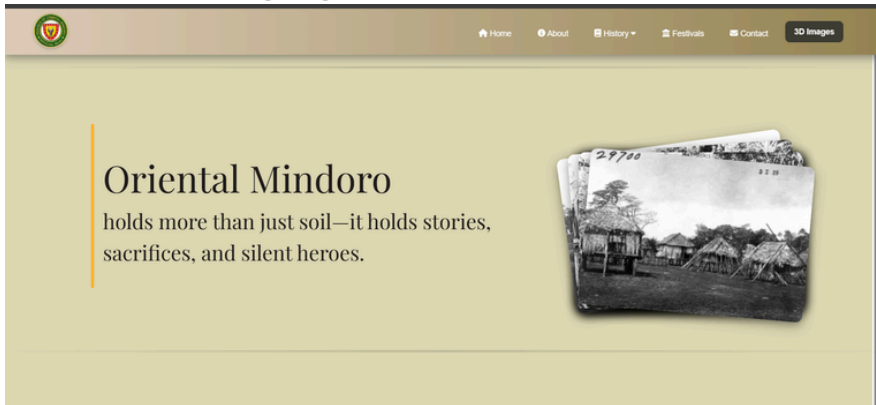 Home
About
History
Festivals
Contact
3D Images
Oriental Mindoro
holds more than just soil—it holds stories,
sacrifices, and silent heroes.
29700